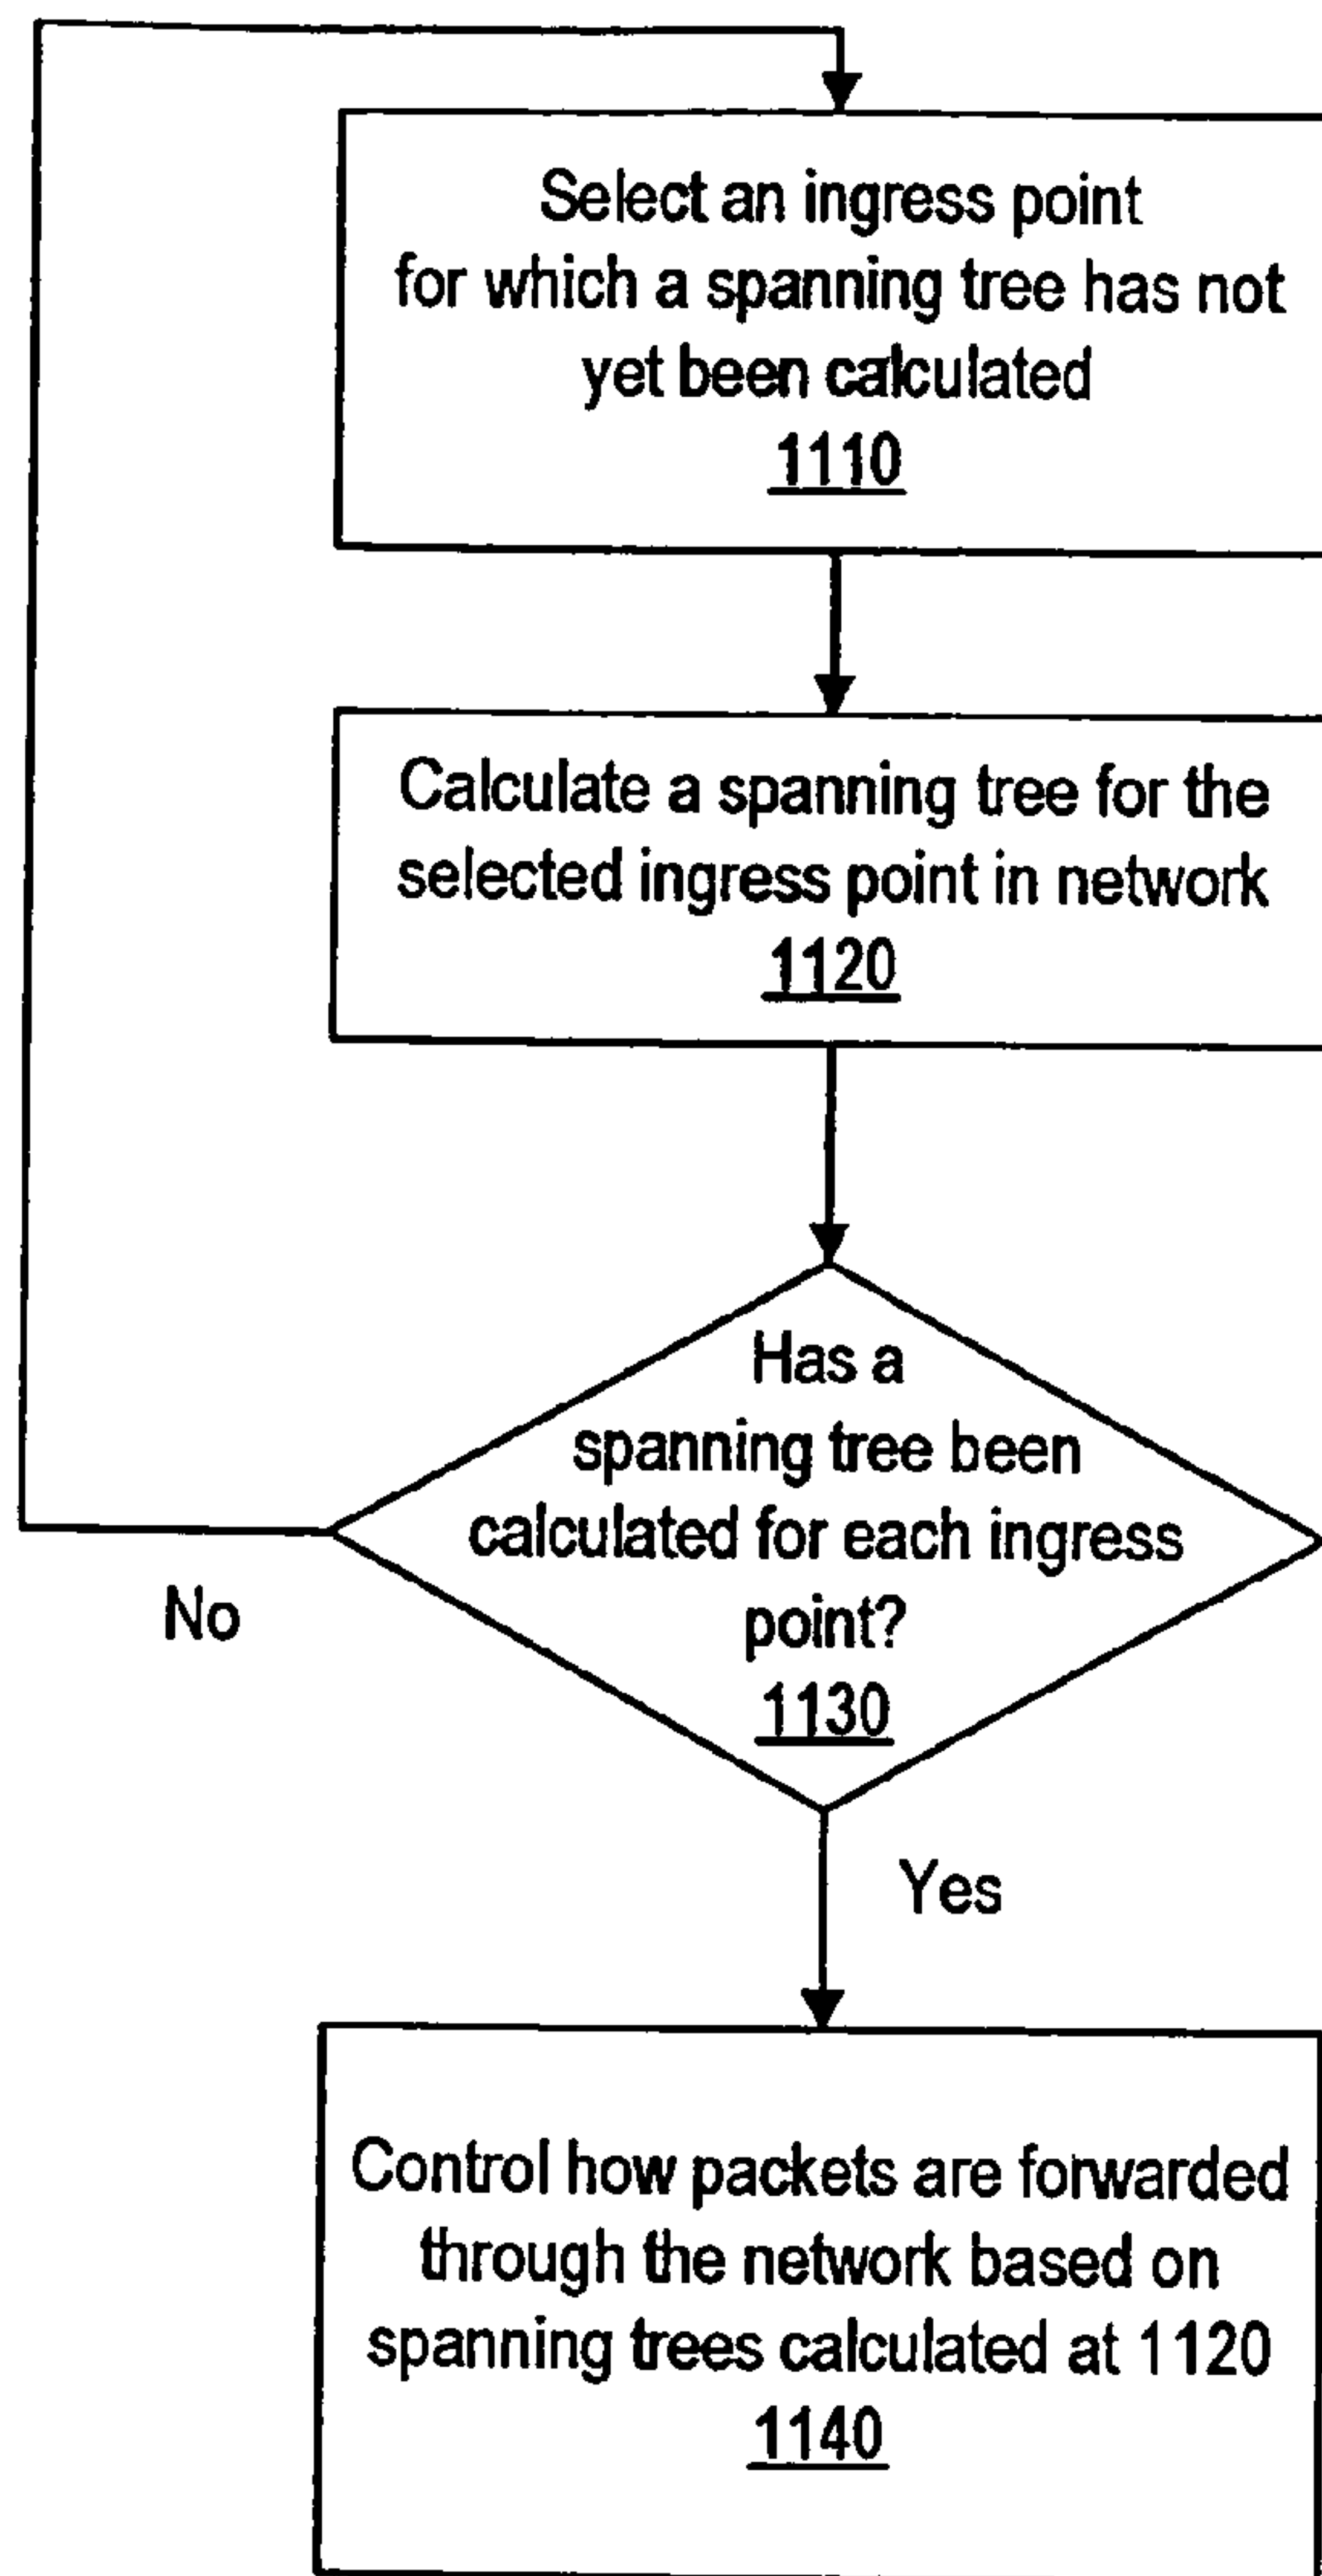 Select an ingress point
for which a spanning tree has not
yet been calculated
1110
Calculate a spanning tree for the
selected ingress point in network
1120
Has a
spanning tree been
calculated for each ingress
point?
1130
No
Yes
Control how packets are forwarded
through the network based on
spanning trees calculated at 1120
1140